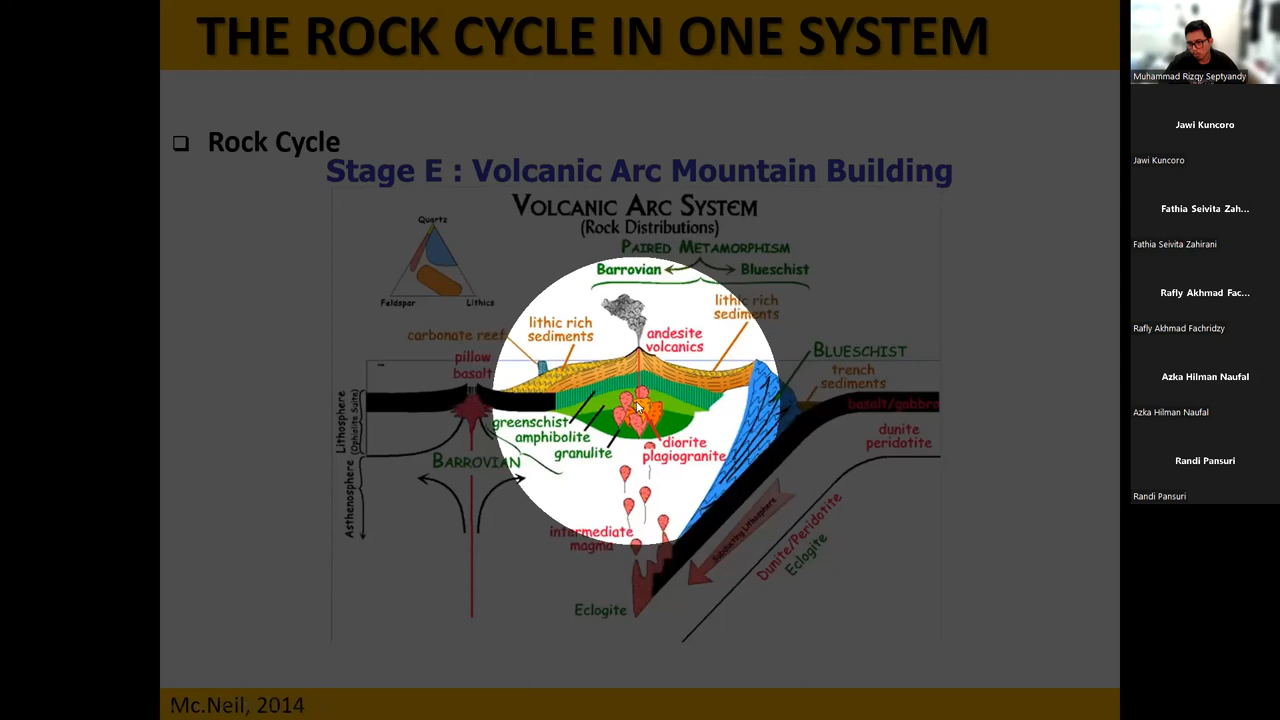 THE ROCK CYCLE IN ONE SYSTEM
Rock Cycle
Stage E : Volcanic Arc Mountain Building
VOLCANIC ARC SYSTEM
(Rock Distributions)
PAIRED METAMORPHISM
Barrovian
Blueschist
Quartz
Feldspar
Lithics
carbonate reef
lithic rich
sediments
andesite
volcanics
lithic rich
sediments
BLUESCHIST
trench
sediments
pillow
basalt
basalt/gabbro
dunite
peridotite
Lithosphere
(Ophiolite Suite)
Asthenosphere
greenschist
amphibolite
granulite
diorite
plagiogranite
BARROVIAN
intermediate
magma
Subducting Lithosphere
Dunite/Peridotite
Eclogite
Eclogite
Mc.Neil, 2014
Muhammad Rizqy Septyandy
Jawi Kuncoro
Jawi Kuncoro
Fathia Seivita Zah...
Fathia Seivita Zahirani
Rafly Akhmad Fac...
Rafly Akhmad Fachridzy
Azka Hilman Naufal
Azka Hilman Naufal
Randi Pansuri
Randi Pansuri